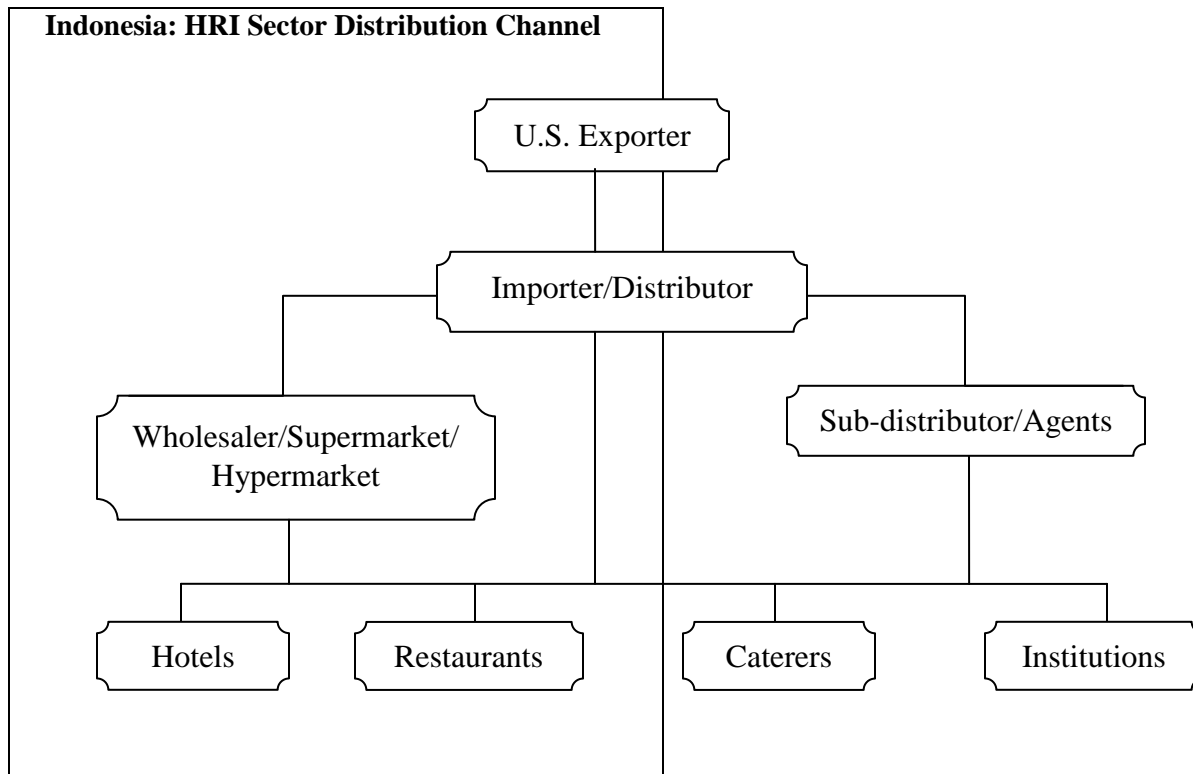 Indonesia: HRI Sector Distribution Channel
U.S. Exporter
Importer/Distributor
Wholesaler/Supermarket/
Hypermarket
Sub-distributor/Agents
Hotels
Restaurants
Caterers
Institutions